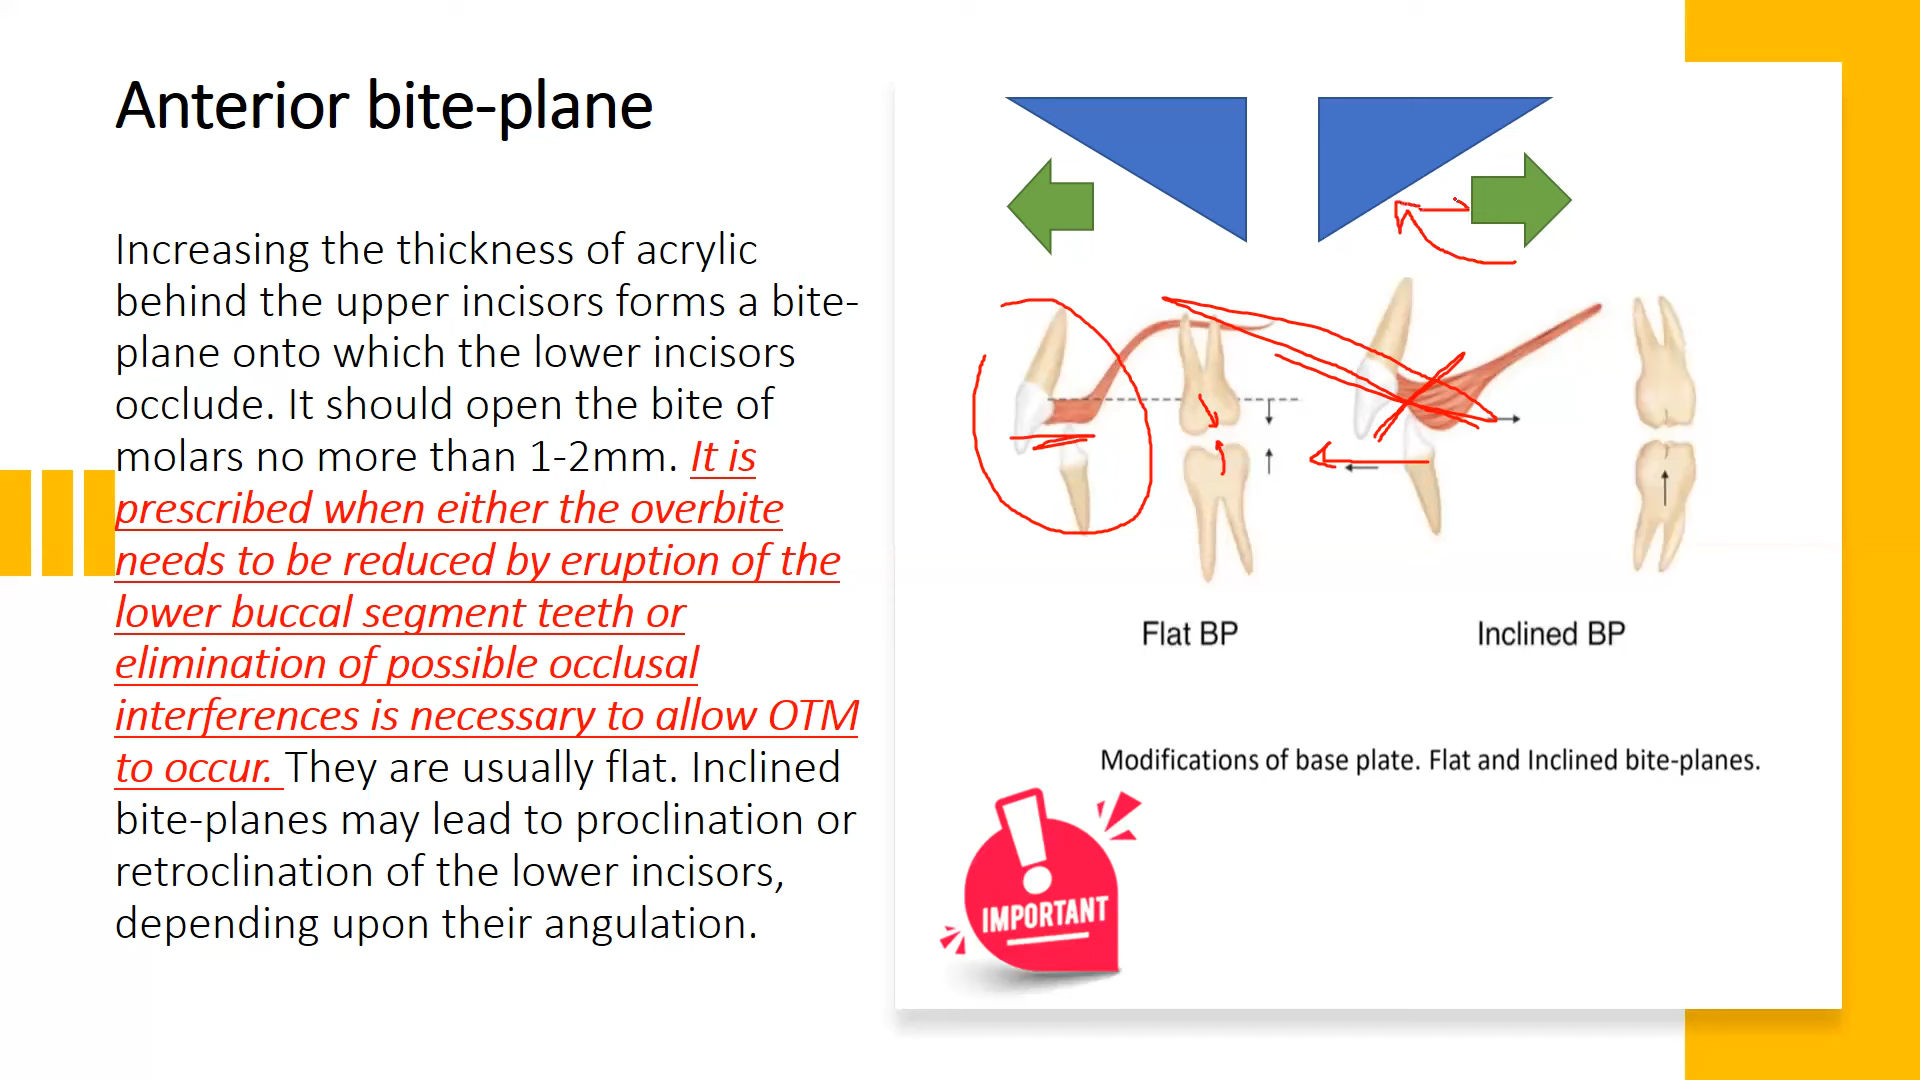 Anterior bite-plane
Increasing the thickness of acrylic
behind the upper incisors forms a bite-
plane onto which the lower incisors
occlude. It should open the bite of
molars no more than 1-2mm. It is
prescribed when either the overbite
needs to be reduced by eruption of the
lower buccal segment teeth or
elimination of possible occlusal
interferences is necessary to allow OTM
to occur. They are usually flat. Inclined
bite-planes may lead to proclination or
retroclination of the lower incisors,
depending upon their angulation.
Flat BP
Inclined BP
Modifications of base plate. Flat and Inclined bite-planes.
IMPORTANT